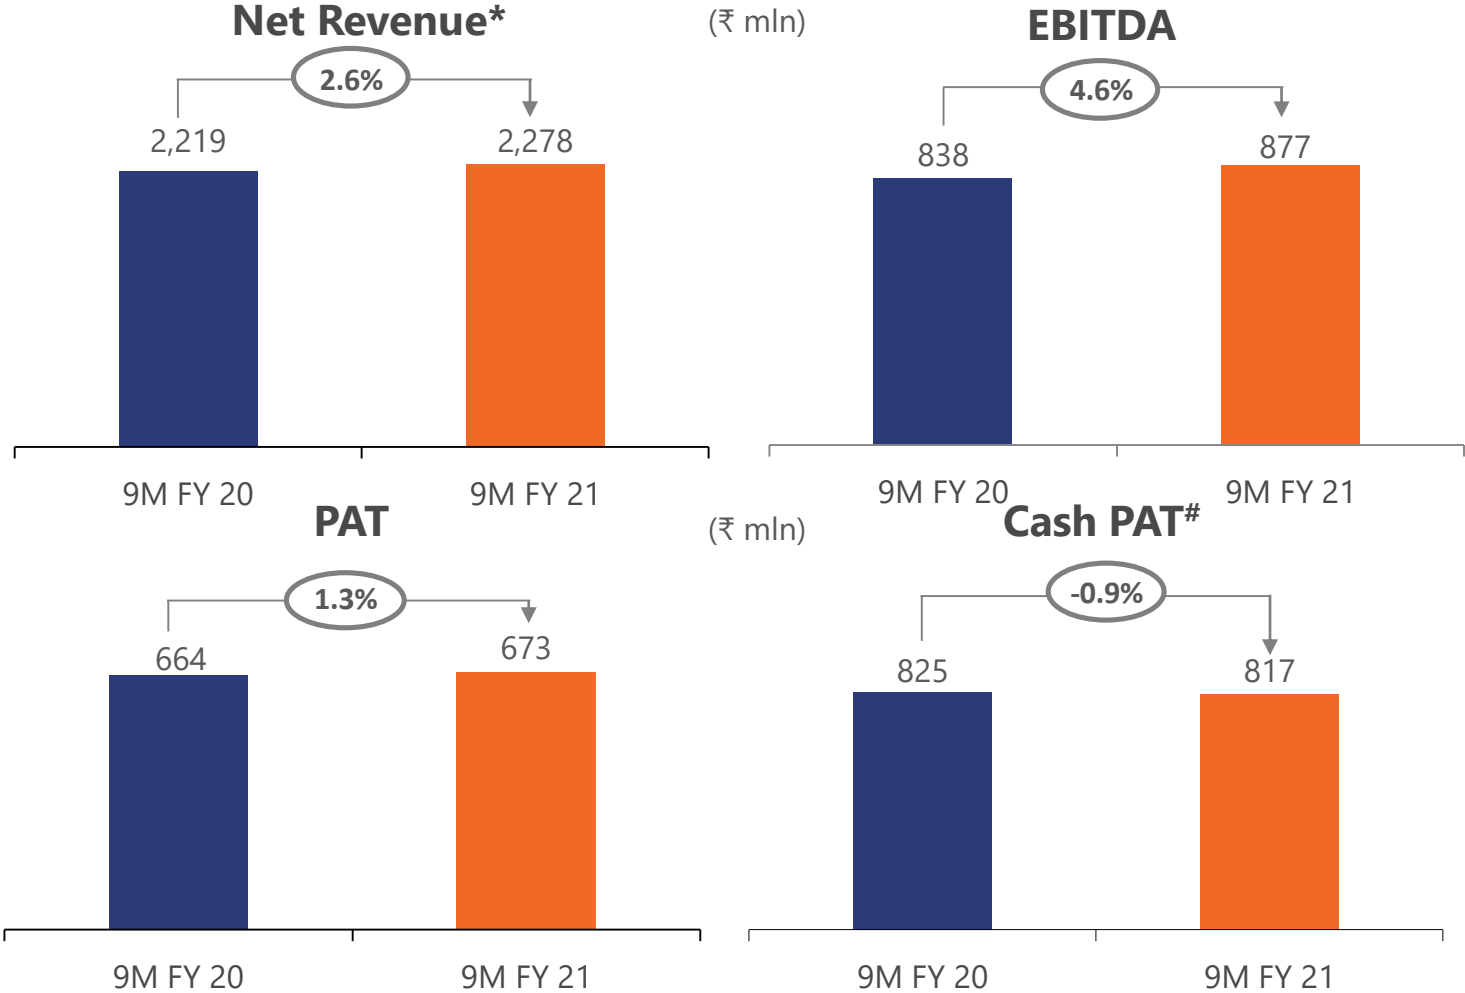 Net Revenue*
(₹ mln)
EBITDA
2.6%
4.6%
2,219
2,278
838
877
9M FY 20
9M FY 21
9M FY 20
9M FY 21
PAT
(₹ mln)
Cash PAT#
1.3%
-0.9%
664
673
825
817
9M FY 20
9M FY 21
9M FY 20
9M FY 21